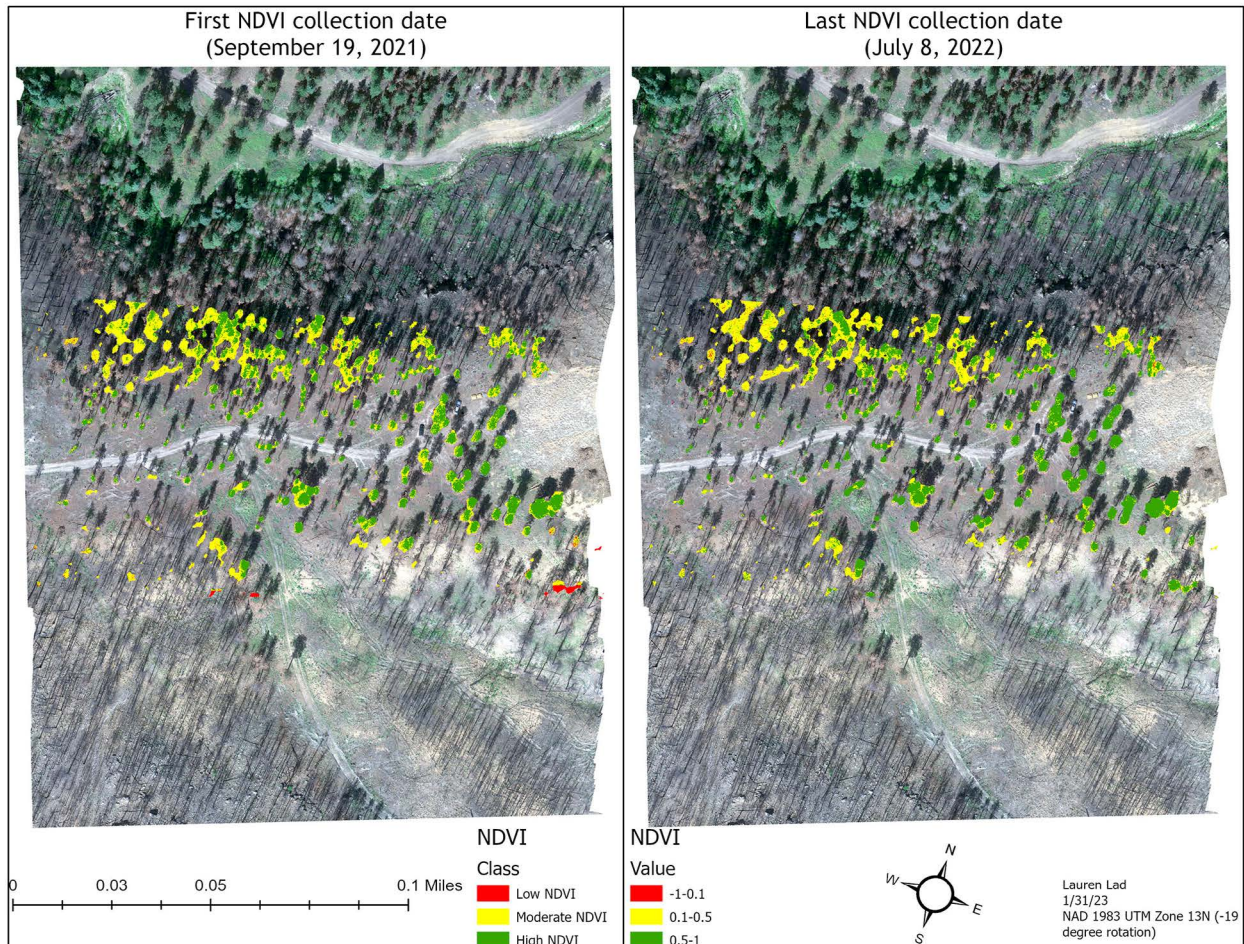 First NDVI collection date
(September 19, 2021)
Last NDVI collection date
(July 8, 2022)
0 0.03 0.05 0.1 Miles
NDVI
Class
Low NDVI
Moderate NDVI
High NDVI
NDVI
Value
-1-0.1
0.1-0.5
0.5-1
N
W
E
S
Lauren Lad
1/31/23
NAD 1983 UTM Zone 13N (-19
degree rotation)